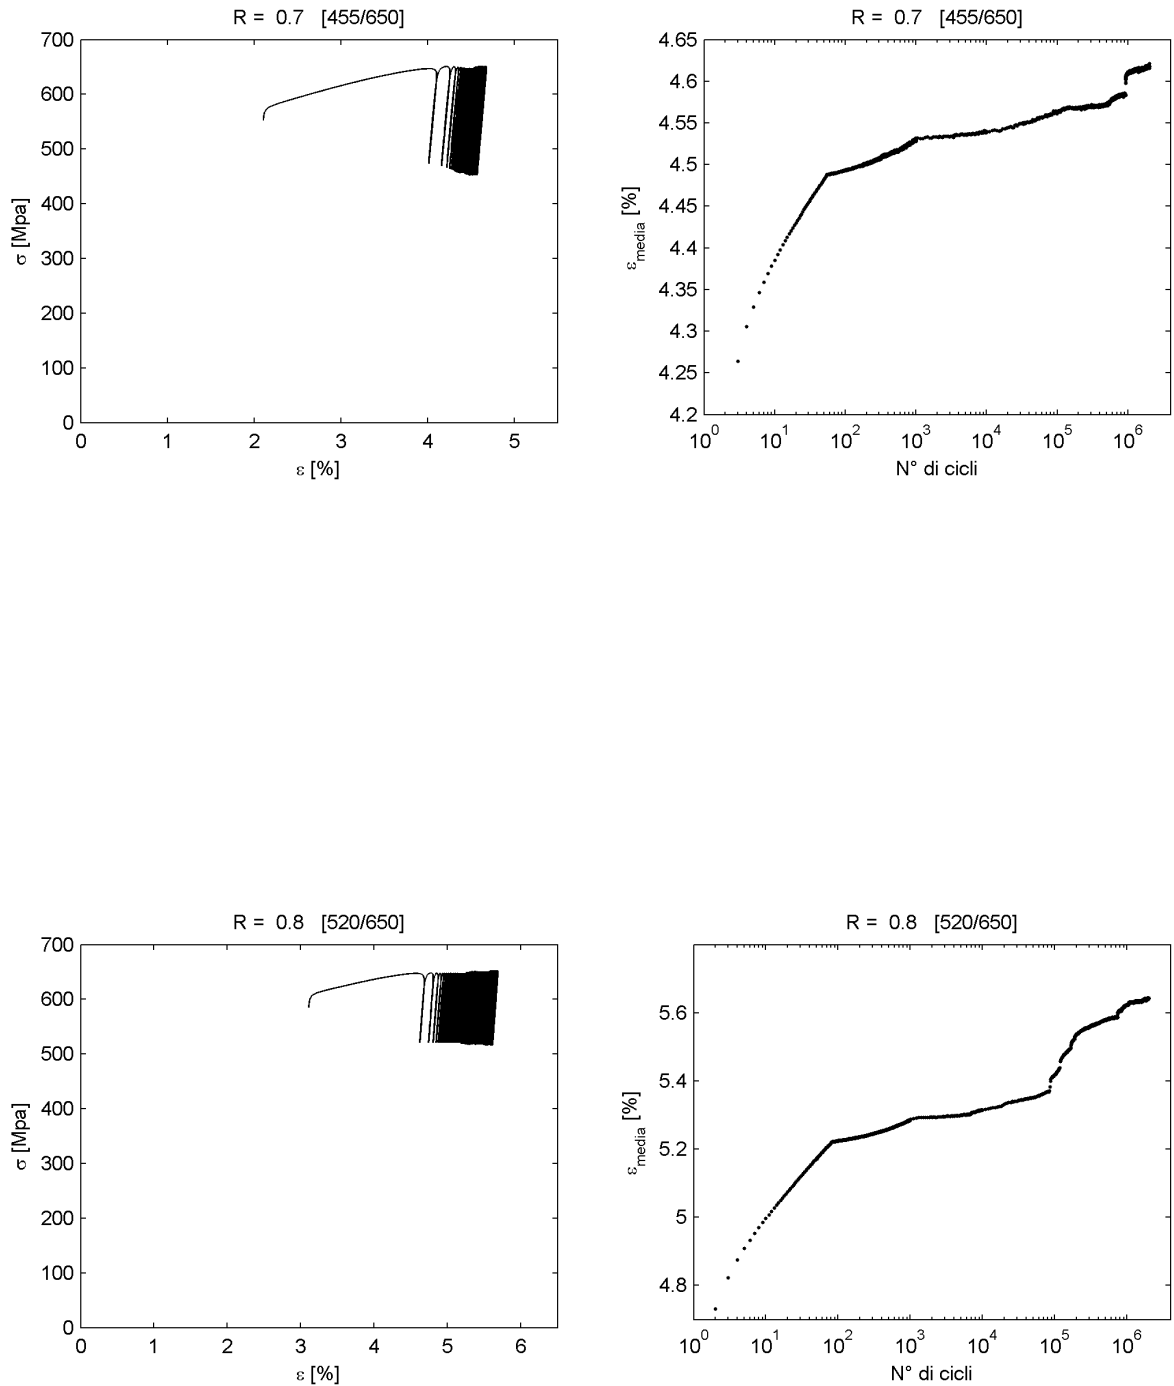 R = 0.7 [455/650]
700
600
500
400
300
200
100
0
0 1 2 3 4 5
σ [Mpa]
ε [%]
R = 0.7 [455/650]
4.65
4.6
4.55
4.5
4.45
4.4
4.35
4.3
4.25
4.2
10^0 10^1 10^2 10^3 10^4 10^5 10^6
ε_media [%]
N° di cicli
R = 0.8 [520/650]
700
600
500
400
300
200
100
0
0 1 2 3 4 5 6
σ [Mpa]
ε [%]
R = 0.8 [520/650]
5.6
5.4
5.2
5
4.8
10^0 10^1 10^2 10^3 10^4 10^5 10^6
ε_media [%]
N° di cicli